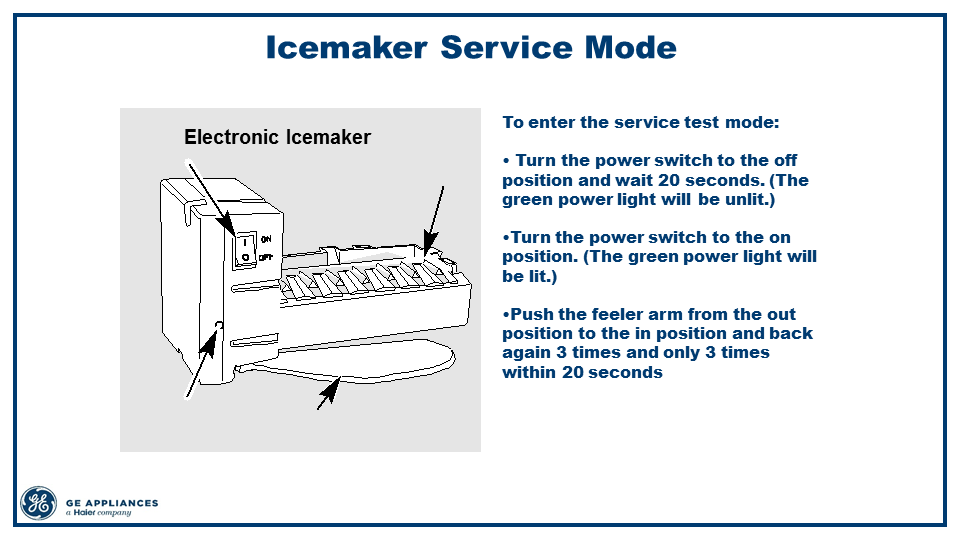 Icemaker Service Mode
Electronic Icemaker
I ON
O OFF
To enter the service test mode:
• Turn the power switch to the off
position and wait 20 seconds. (The
green power light will be unlit.)
•Turn the power switch to the on
position. (The green power light will
be lit.)
•Push the feeler arm from the out
position to the in position and back
again 3 times and only 3 times
within 20 seconds
GE
GE APPLIANCES
a Haier company